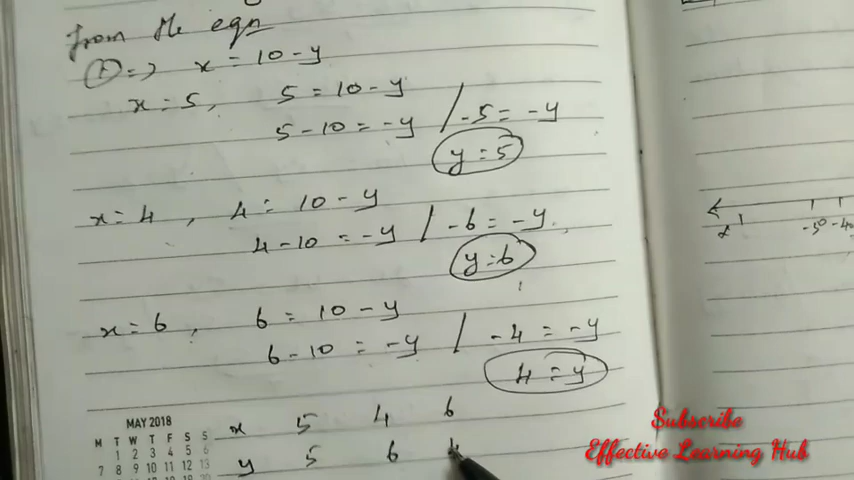 from the eqn
① => x = 10 - y
x = 5, 5 = 10 - y
5 - 10 = -y / -5 = -y
y = 5
x = 4, 4 = 10 - y
4 - 10 = -y / -6 = -y
y = 6
x = 6, 6 = 10 - y
6 - 10 = -y / -4 = -y
4 = y
x 5 4 6
y 5 6 4
MAY 2018
M T W T F S S
1 2 3 4 5 6
7 8 9 10 11 12 13
-50 -40
Subscribe
Effective Learning Hub